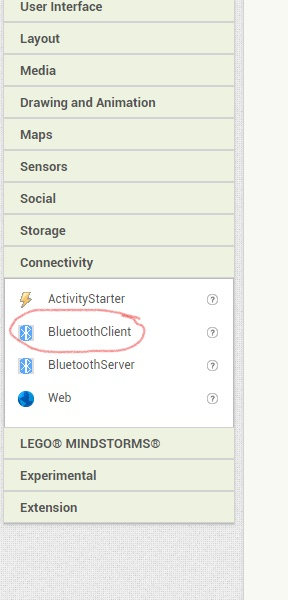 User Interface
Layout
Media
Drawing and Animation
Maps
Sensors
Social
Storage
Connectivity
ActivityStarter ?
BluetoothClient ?
BluetoothServer ?
Web ?
LEGO® MINDSTORMS®
Experimental
Extension